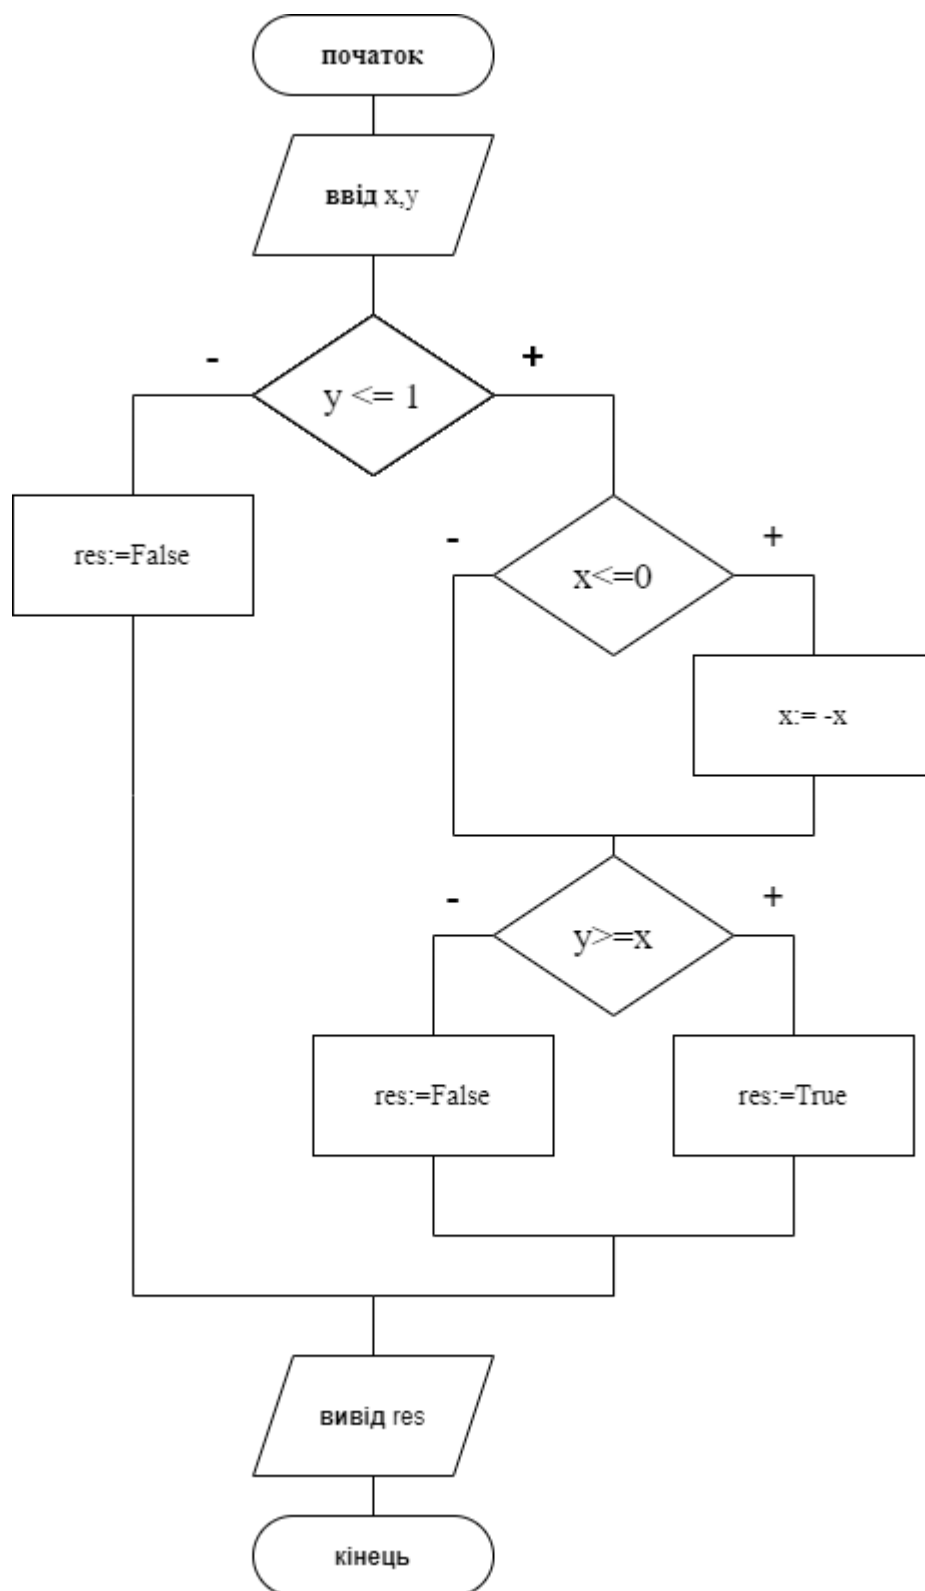 початок
ввід x,y
- +
y <= 1
res:=False
- +
x<=0
x:= -x
- +
y>=x
res:=False
res:=True
вивід res
кінець